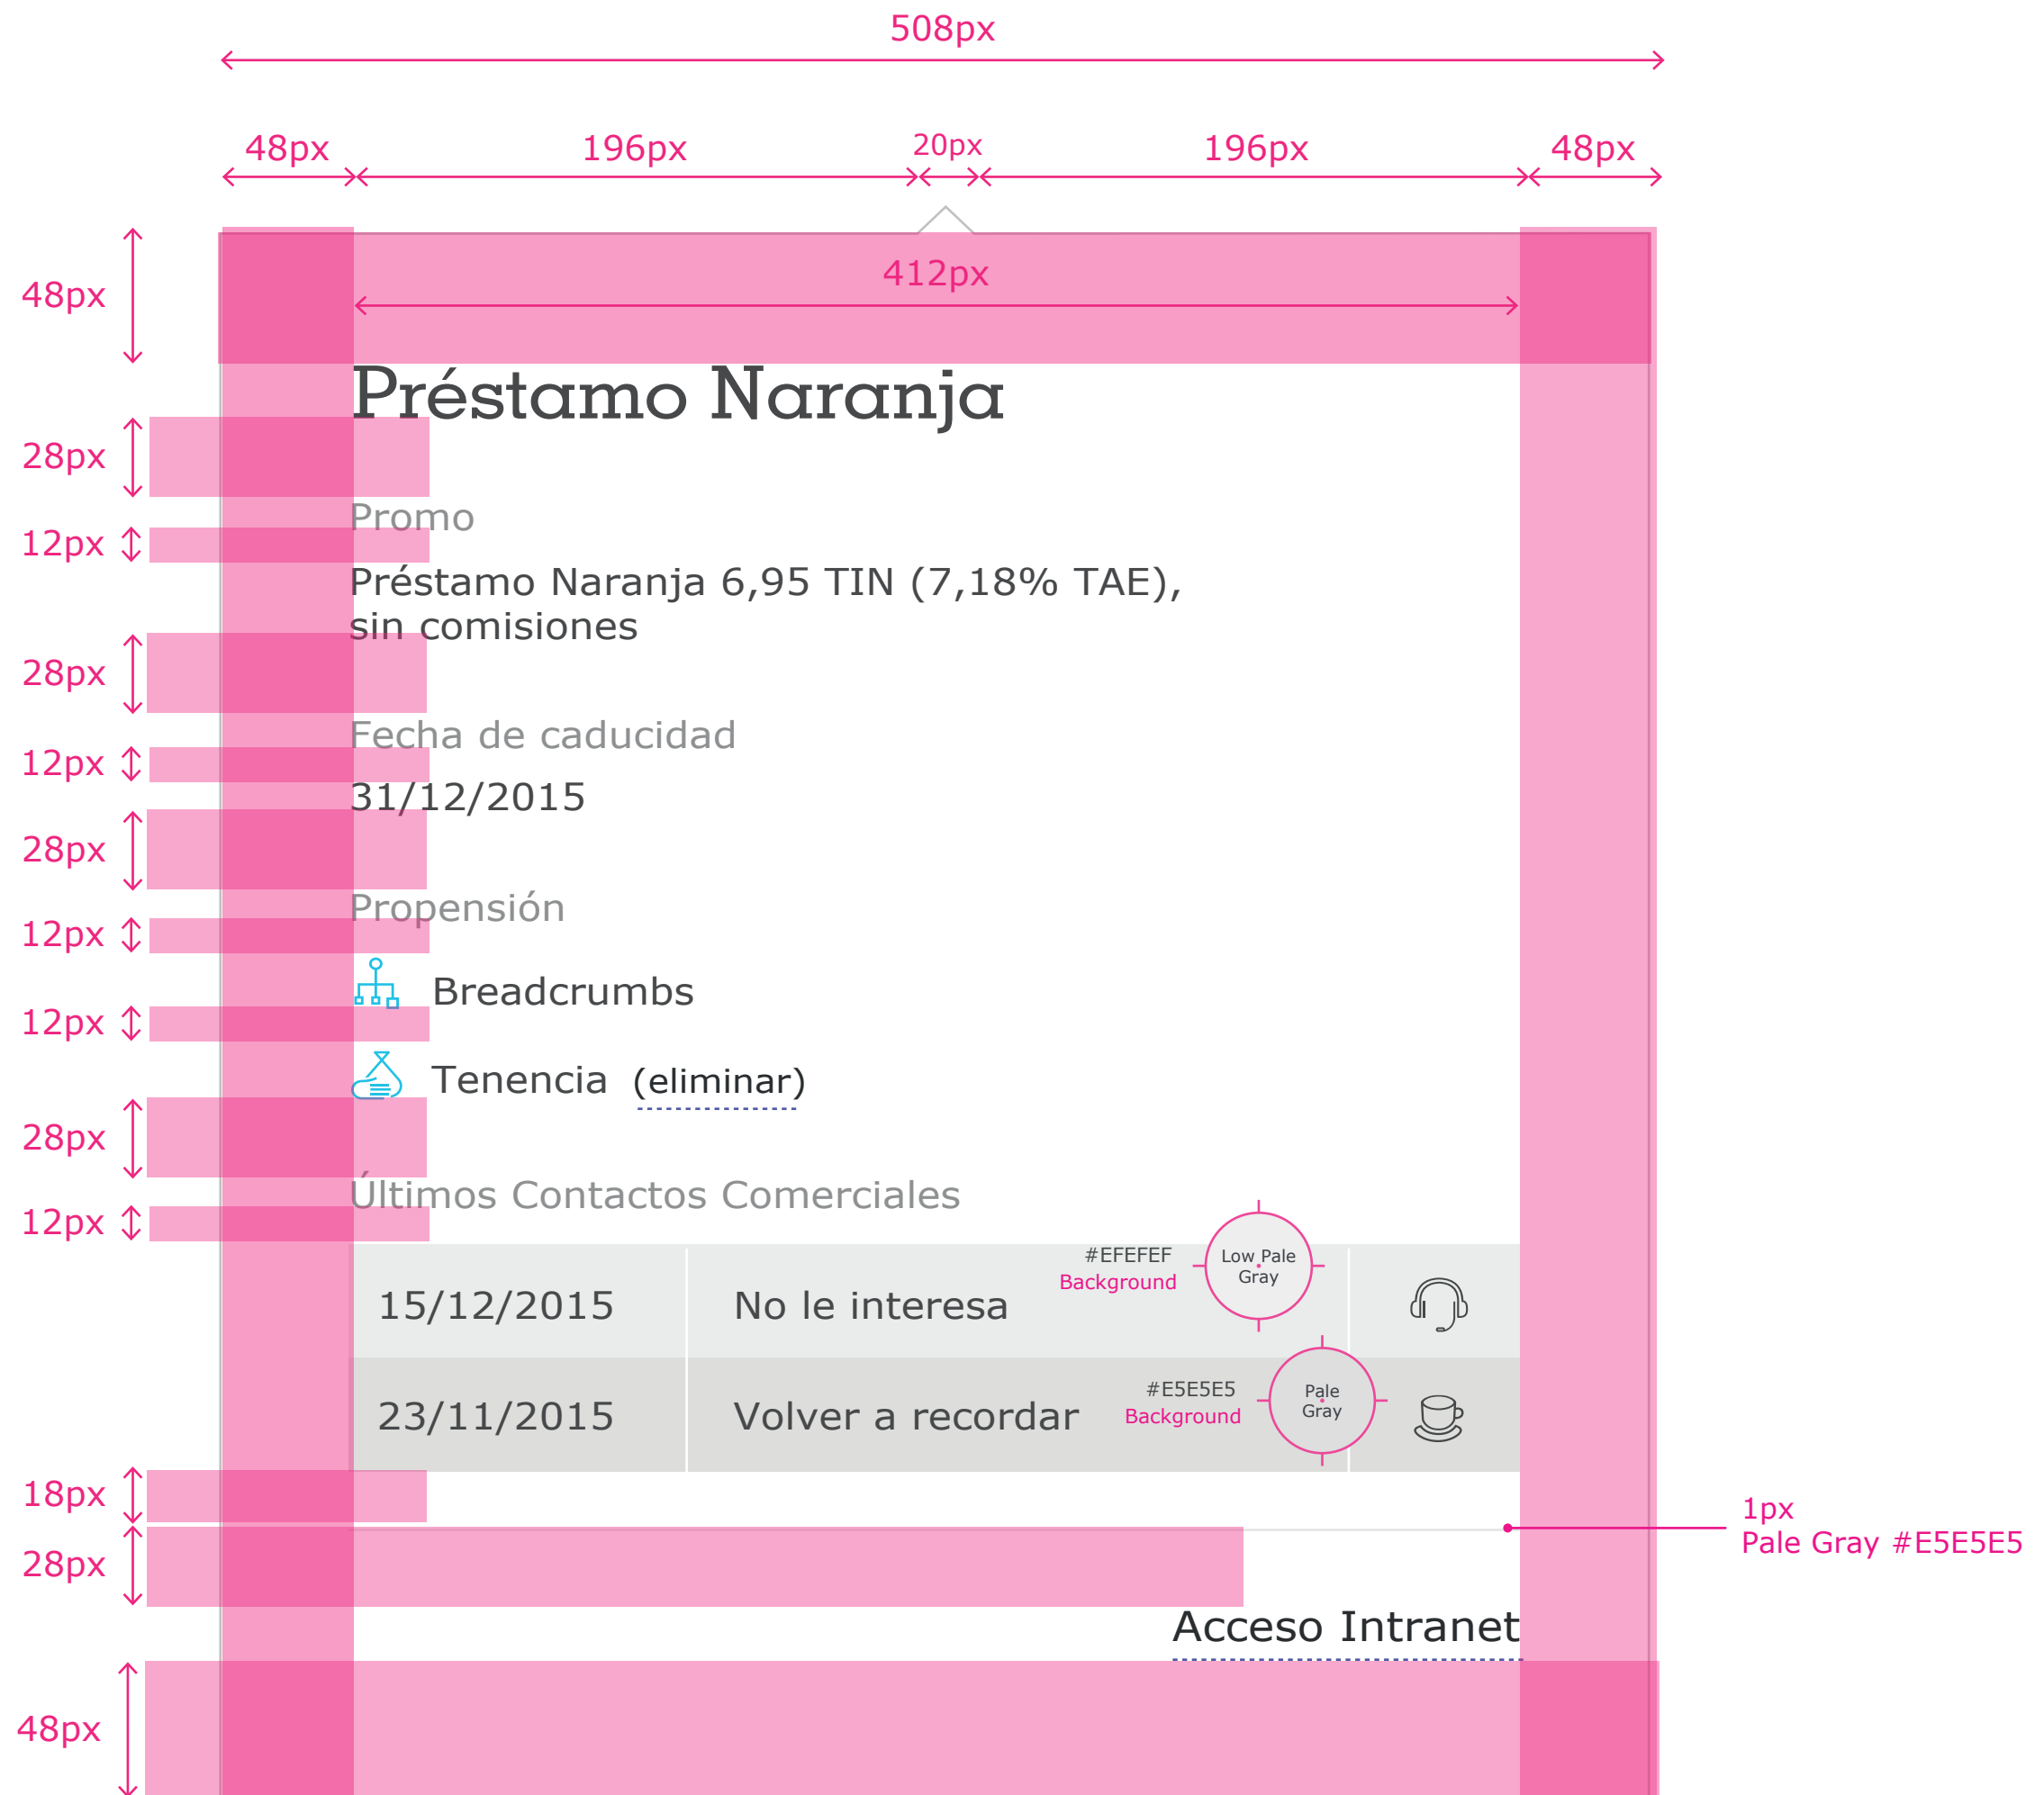 508px
48px 196px 20px 196px 48px
48px
412px
Préstamo Naranja
28px
Promo
12px
Préstamo Naranja 6,95 TIN (7,18% TAE),
sin comisiones
28px
Fecha de caducidad
12px
31/12/2015
28px
Propensión
12px
Breadcrumbs
12px
Tenencia (eliminar)
28px
Últimos Contactos Comerciales
12px
15/12/2015 No le interesa
#EFEFEF
Background
Low Pale
Gray
23/11/2015 Volver a recordar
#E5E5E5
Background
Pale
Gray
18px
1px
Pale Gray #E5E5E5
28px
Acceso Intranet
48px